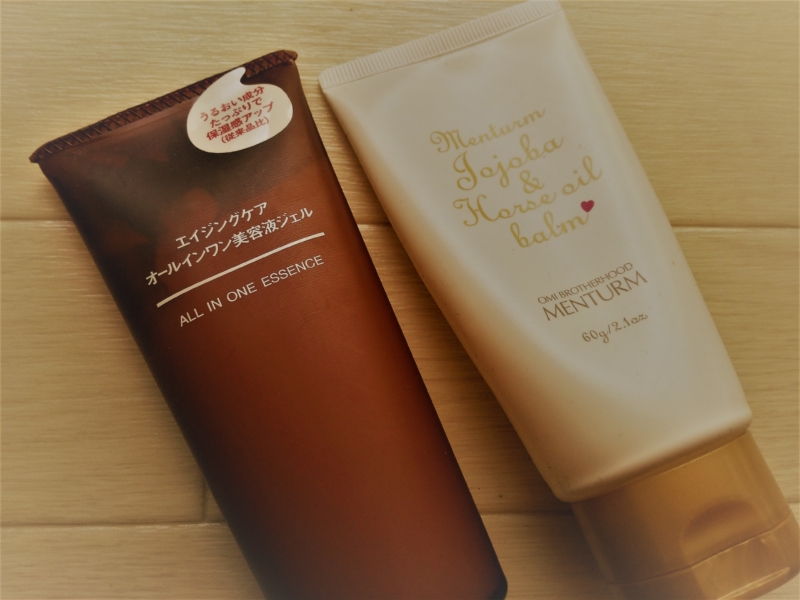 うるおい成分
たっぷりで
保湿感アップ
(従来品比)
エイジングケア
オールインワン美容液ジェル
ALL IN ONE ESSENCE
Menturm
Jojoba
&
Horse oil
balm
OMI BROTHERHOOD
MENTURM
60g/2.1oz